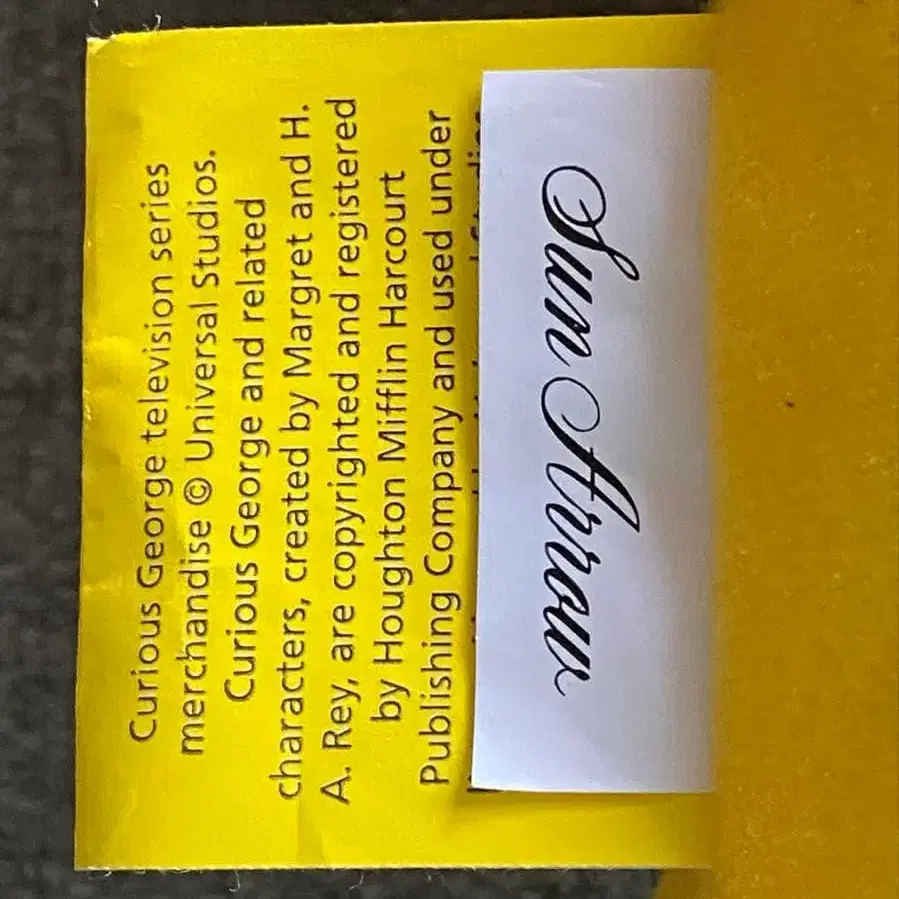 Curious George television series
merchandise © Universal Studios.
Curious George and related
characters, created by Margret and H.
A. Rey, are copyrighted and registered
by Houghton Mifflin Harcourt
Publishing Company and used under
Sun Arrow